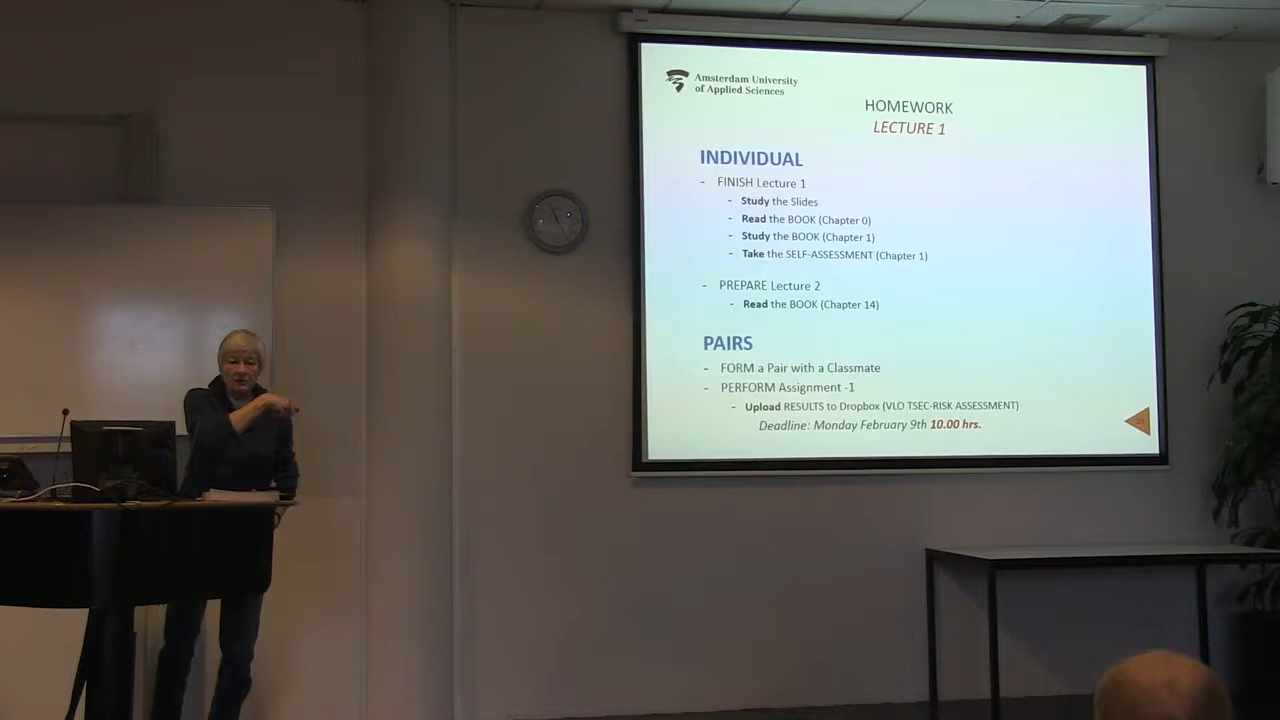 Amsterdam University
of Applied Sciences
HOMEWORK
LECTURE 1
INDIVIDUAL
- FINISH Lecture 1
- Study the Slides
- Read the BOOK (Chapter 0)
- Study the BOOK (Chapter 1)
- Take the SELF-ASSESSMENT (Chapter 1)
- PREPARE Lecture 2
- Read the BOOK (Chapter 14)
PAIRS
- FORM a Pair with a Classmate
- PERFORM Assignment -1
- Upload RESULTS to Dropbox (VLO TSEC-RISK ASSESSMENT)
Deadline: Monday February 9th 10.00 hrs.